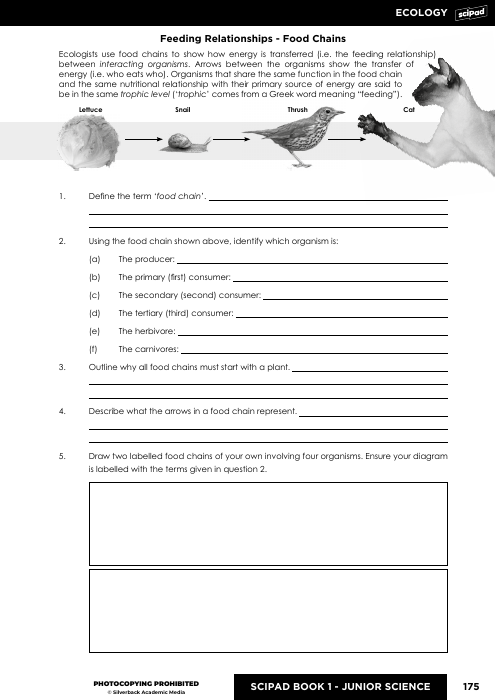 ECOLOGY scipad
Feeding Relationships - Food Chains
Ecologists use food chains to show how energy is transferred (i.e. the feeding relationship)
between interacting organisms. Arrows between the organisms show the transfer of
energy (i.e. who eats who). Organisms that share the same function in the food chain
and the same nutritional relationship with their primary source of energy are said to
be in the same trophic level ('trophic' comes from a Greek word meaning "feeding").
Lettuce Snail Thrush Cat
1. Define the term 'food chain'.
2. Using the food chain shown above, identify which organism is:
(a) The producer:
(b) The primary (first) consumer:
(c) The secondary (second) consumer:
(d) The tertiary (third) consumer:
(e) The herbivore:
(f) The carnivores:
3. Outline why all food chains must start with a plant.
4. Describe what the arrows in a food chain represent.
5. Draw two labelled food chains of your own involving four organisms. Ensure your diagram
is labelled with the terms given in question 2.
PHOTOCOPYING PROHIBITED
© Silverback Academic Media
SCIPAD BOOK 1 - JUNIOR SCIENCE 175